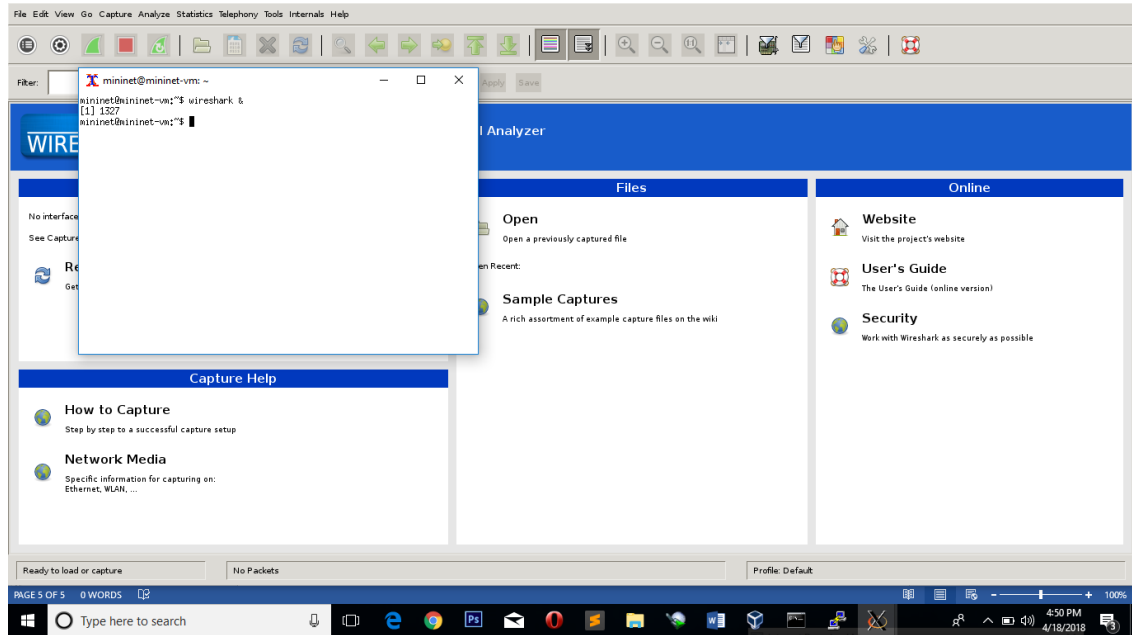 File Edit View Go Capture Analyze Statistics Telephony Tools Internals Help
Filter:
Apply Save
mininet@mininet-vm: ~
mininet@mininet-vm:~$ wireshark &
[1] 1327
mininet@mininet-vm:~$
WIRE
l Analyzer
No interface
See Capture
Re
Get
Files
Open
Open a previously captured file
en Recent:
Sample Captures
A rich assortment of example capture files on the wiki
Online
Website
Visit the project's website
User's Guide
The User's Guide (online version)
Security
Work with Wireshark as securely as possible
Capture Help
How to Capture
Step by step to a successful capture setup
Network Media
Specific information for capturing on:
Ethernet, WLAN, ...
Ready to load or capture
No Packets
Profile: Default
PAGE 5 OF 5 0 WORDS
100%
Type here to search
Ps
4:50 PM
4/18/2018
3